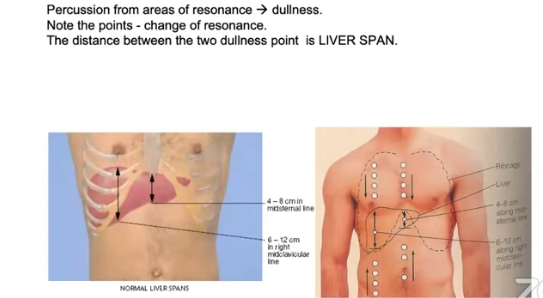 Percussion from areas of resonance → dullness.
Note the points - change of resonance.
The distance between the two dullness point  is LIVER SPAN.
4 – 8 cm in
midsternal line
6 – 12 cm
in right
midclavicular
line
NORMAL LIVER SPANS
Ribcage
Liver
4-8 cm
along mid
sternal line
6-12 cm
along right
midclavi-
cular line